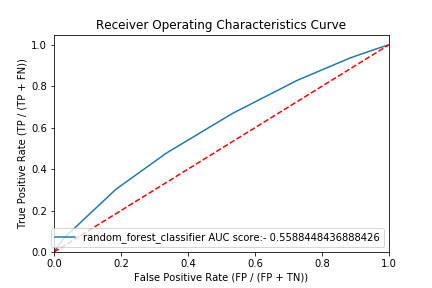 Receiver Operating Characteristics Curve
True Positive Rate (TP / (TP + FN))
1.0
0.8
0.6
0.4
0.2
0.0
random_forest_classifier AUC score:- 0.5588448436888426
0.0 0.2 0.4 0.6 0.8 1.0
False Positive Rate (FP / (FP + TN))